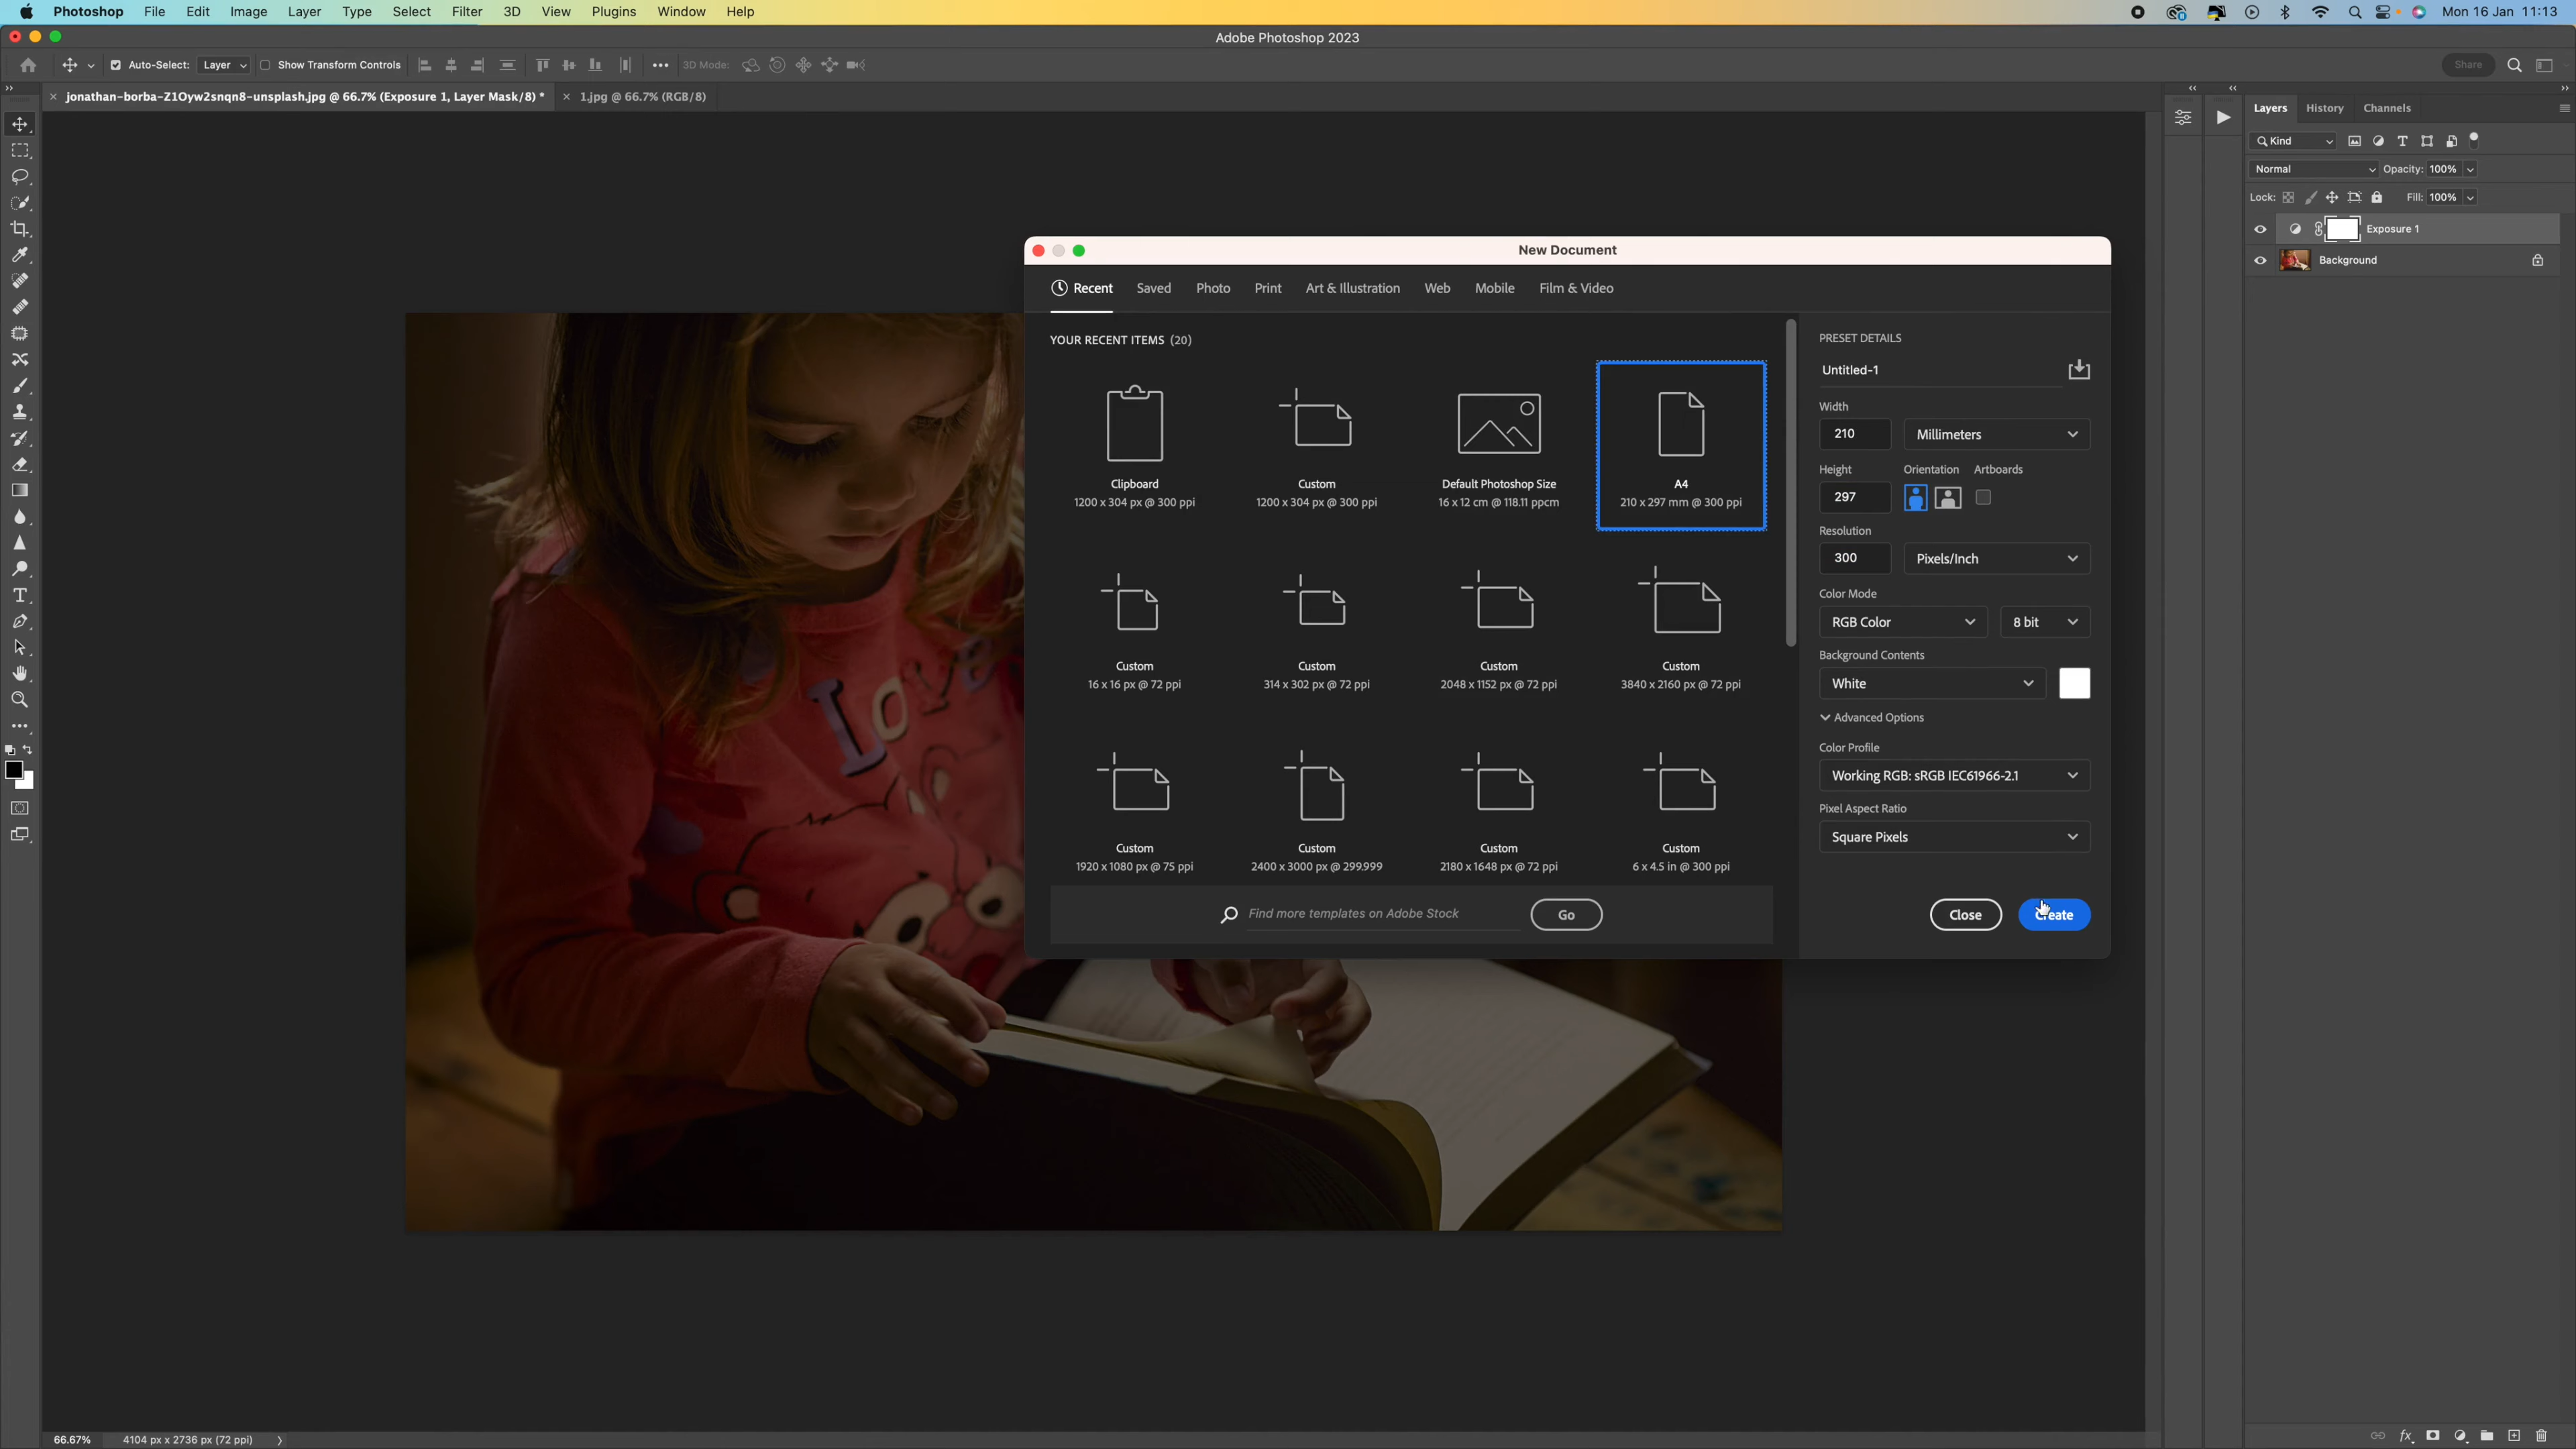 Photoshop File Edit Image Layer Type Select Filter 3D View Plugins Window Help Mon 16 Jan 11:13
Adobe Photoshop 2023
Auto-Select: Layer Show Transform Controls 3D Mode: Share
jonathan-borba-Z1Oyw2snqn8-unsplash.jpg @ 66.7% (Exposure 1, Layer Mask/8) * 1.jpg @ 66.7% (RGB/8)
Layers History Channels
Kind
Normal Opacity: 100%
Lock: Fill: 100%
Exposure 1
Background
New Document
Recent Saved Photo Print Art & Illustration Web Mobile Film & Video
YOUR RECENT ITEMS (20)
Clipboard
1200 x 304 px @ 300 ppi
Custom
1200 x 304 px @ 300 ppi
Default Photoshop Size
16 x 12 cm @ 118.11 ppcm
A4
210 x 297 mm @ 300 ppi
Custom
16 x 16 px @ 72 ppi
Custom
314 x 302 px @ 72 ppi
Custom
2048 x 1152 px @ 72 ppi
Custom
3840 x 2160 px @ 72 ppi
Custom
1920 x 1080 px @ 75 ppi
Custom
2400 x 3000 px @ 299.999
Custom
2180 x 1648 px @ 72 ppi
Custom
6 x 4.5 in @ 300 ppi
Find more templates on Adobe Stock Go
PRESET DETAILS
Untitled-1
Width
210 Millimeters
Height Orientation Artboards
297
Resolution
300 Pixels/Inch
Color Mode
RGB Color 8 bit
Background Contents
White
Advanced Options
Color Profile
Working RGB: sRGB IEC61966-2.1
Pixel Aspect Ratio
Square Pixels
Close Create
LOVE
66.67% 4104 px x 2736 px (72 ppi)
fx